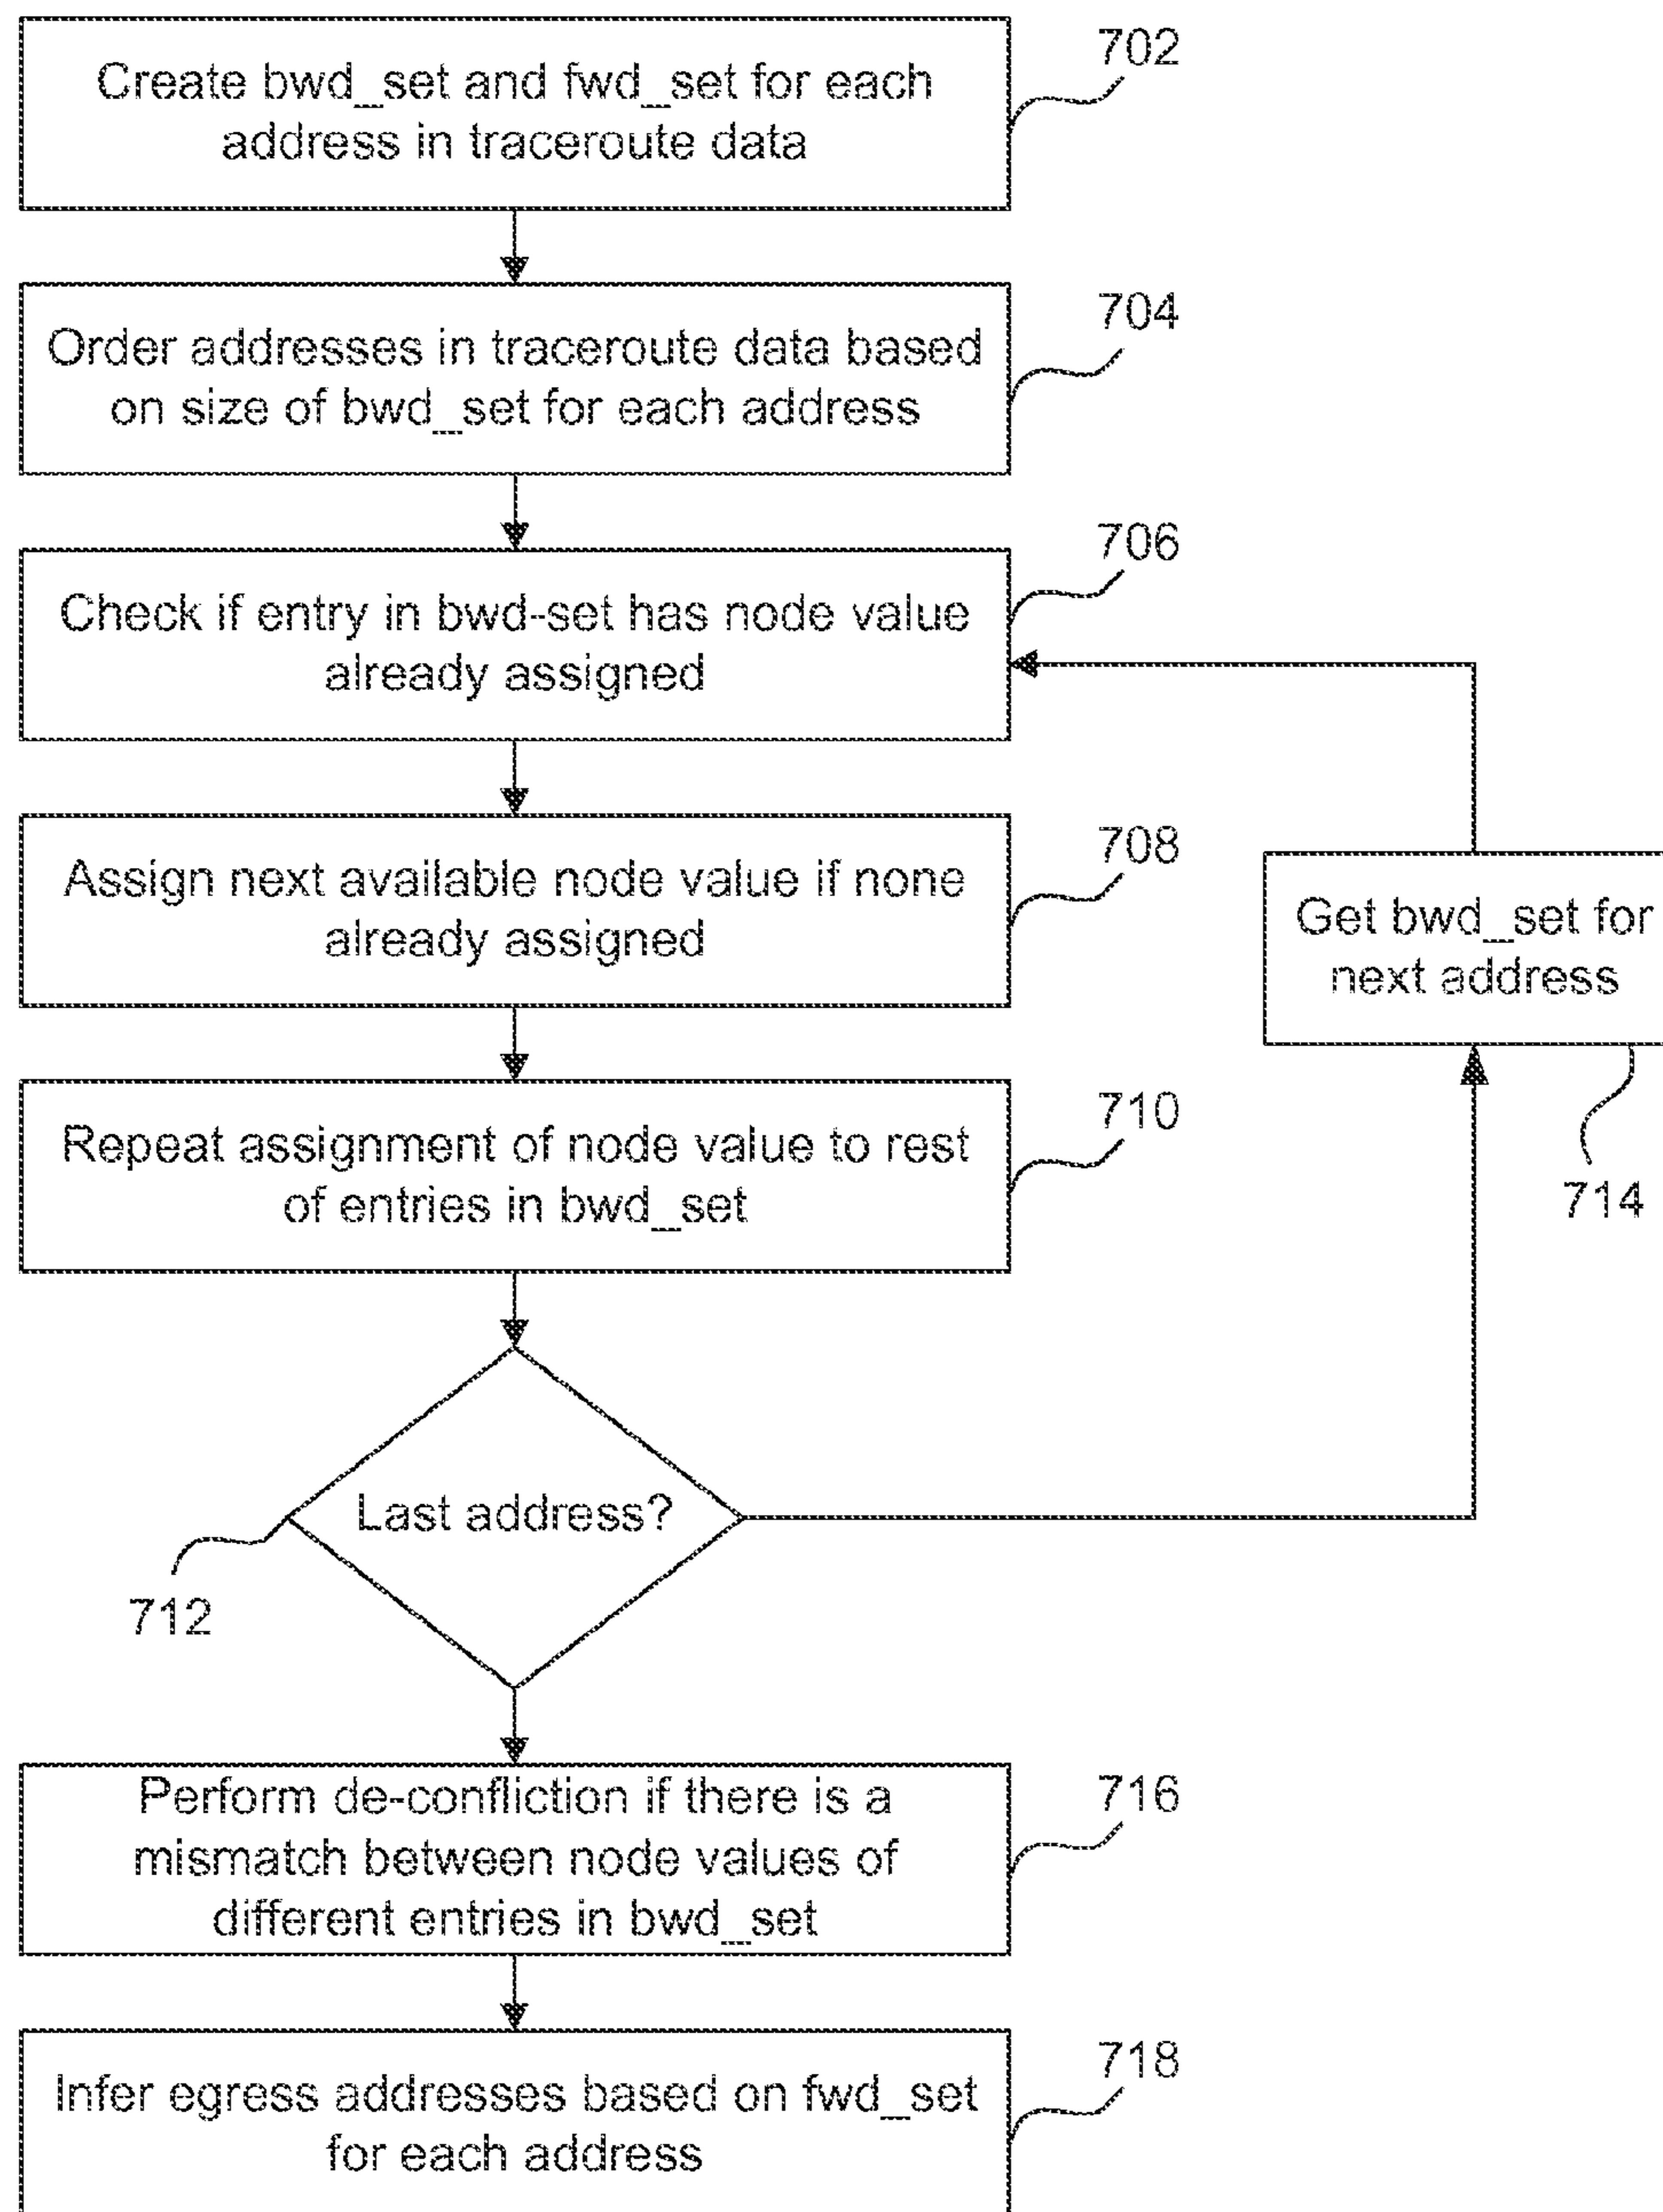 Create bwd_set and fwd_set for each
address in traceroute data
702
Order addresses in traceroute data based
on size of bwd_set for each address
704
Check if entry in bwd-set has node value
already assigned
706
Assign next available node value if none
already assigned
708
Get bwd_set for
next address
714
Repeat assignment of node value to rest
of entries in bwd_set
710
Last address?
712
Perform de-confliction if there is a
mismatch between node values of
different entries in bwd_set
716
Infer egress addresses based on fwd_set
for each address
718